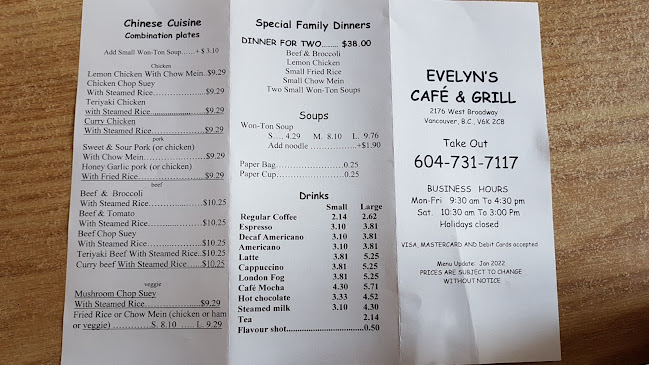 Chinese Cuisine
Combination plates
Add Small Won-Ton Soup......+ $ 3.10
Chicken
Lemon Chicken With Chow Mein..$9.29
Chicken Chop Suey
With Steamed Rice.....................$9.29
Teriyaki Chicken
with Steamed Rice.....................$9.29
Curry Chicken
With Steamed Rice.....................$9.29
pork
Sweet & Sour Pork (or chicken)
With Chow Mein........................$9.29
Honey Garlic pork (or chicken)
With Fried Rice.........................$9.29
beef
Beef & Broccoli
With Steamed Rice....................$10.25
Beef & Tomato
With Steamed Rice....................$10.25
Beef Chop Suey
With Steamed Rice....................$10.25
Teriyaki Beef With Steamed Rice..$10.25
Curry beef With Steamed Rice......$10.25
veggie
Mushroom Chop Suey
With Steamed Rice.....................$9.29
Fried Rice or Chow Mein (chicken or ham
or veggie) ................S. 8.10 ....... L. 9.29
Special Family Dinners
DINNER FOR TWO........ $38.00
Beef & Broccoli
Lemon Chicken
Small Fried Rice
Small Chow Mein
Two Small Won-Ton Soups
Soups
Won-Ton Soup
S.... 4.29 M. 8.10 L. 9.76
Add noodle ................+$1.90
Paper Bag......................0.25
Paper Cup......................0.25
Drinks
Small Large
Regular Coffee 2.14 2.62
Espresso 3.10 3.81
Decaf Americano 3.10 3.81
Americano 3.10 3.81
Latte 3.81 5.25
Cappuccino 3.81 5.25
London Fog 3.81 5.25
Café Mocha 4.30 5.71
Hot chocolate 3.33 4.52
Steamed milk 3.10 4.30
Tea 2.14
Flavour shot..........................0.50
EVELYN'S
CAFÉ & GRILL
2176 West Broadway
Vancouver, B.C., V6K 2C8
Take Out
604-731-7117
BUSINESS HOURS
Mon-Fri 9:30 am To 4:30 pm
Sat. 10:30 am To 3:00 Pm
Holidays closed
VISA, MASTERCARD AND Debit Cards accepted
Menu Update: Jan 2022
PRICES ARE SUBJECT TO CHANGE
WITHOUT NOTICE